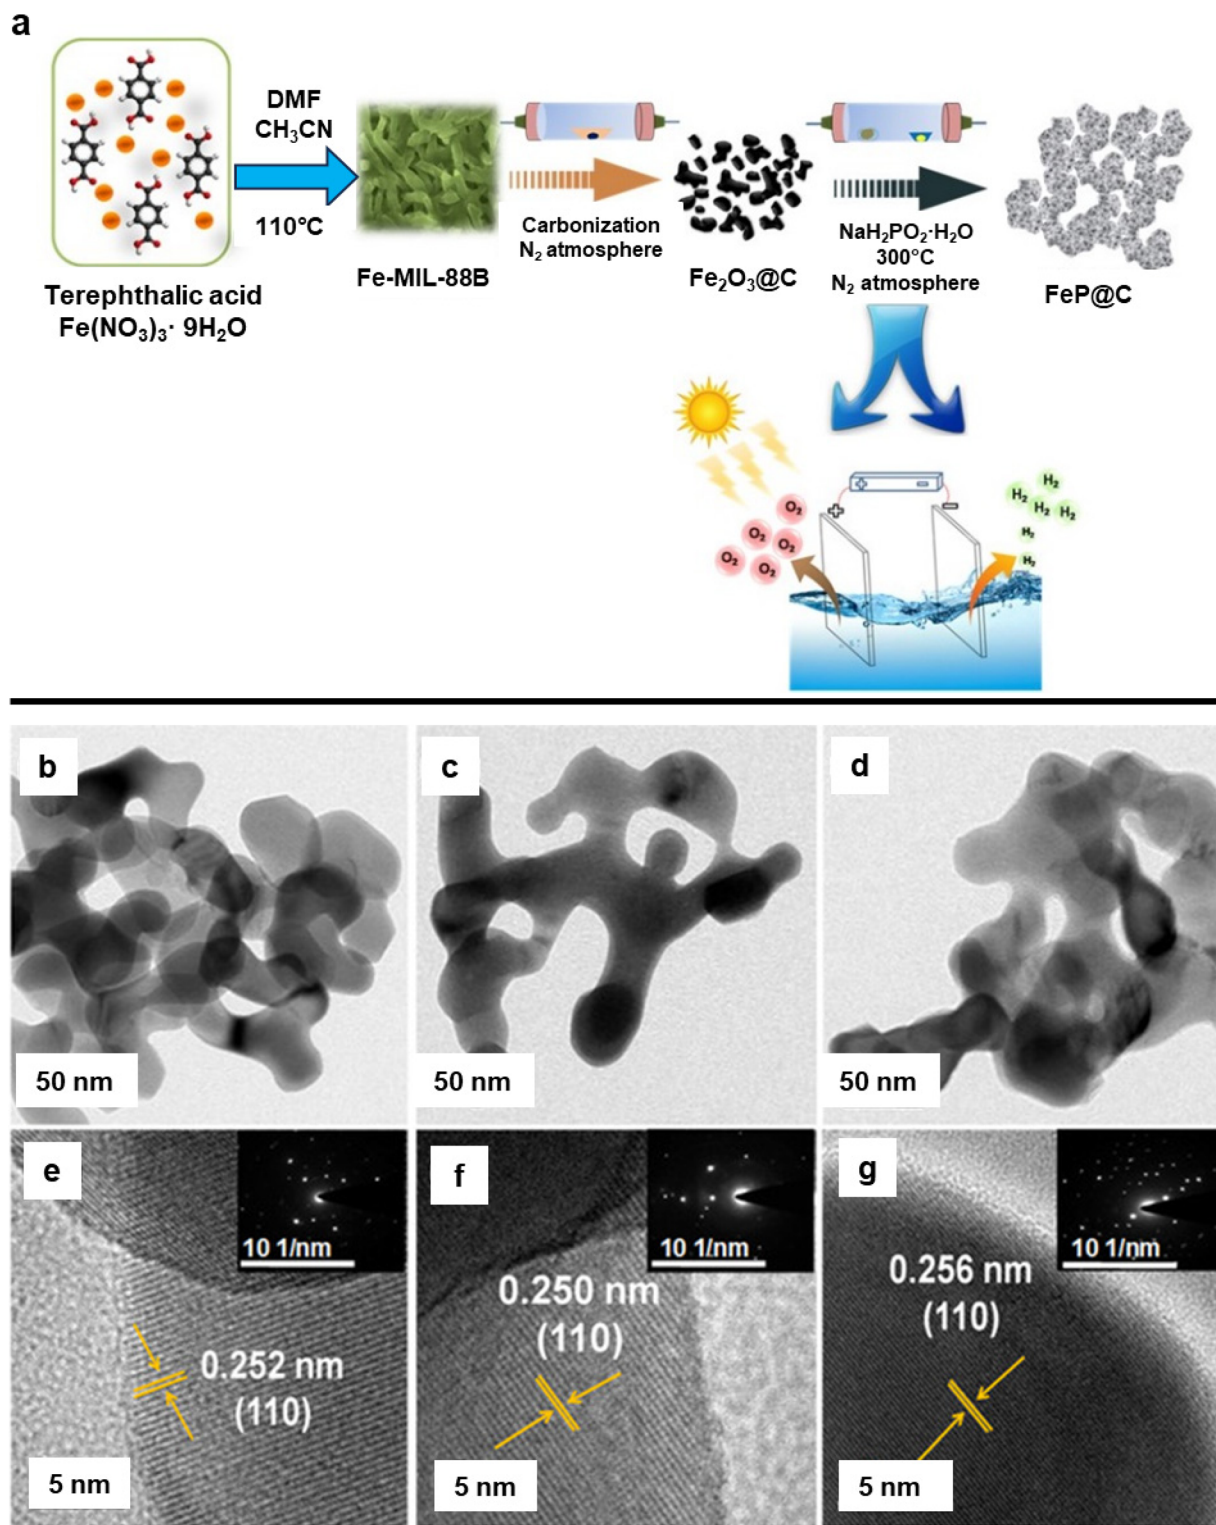 a
DMF
CH₃CN
110°C
Terephthalic acid
Fe(NO₃)₃· 9H₂O
Fe-MIL-88B
Carbonization
N₂ atmosphere
Fe₂O₃@C
NaH₂PO₂·H₂O
300°C
N₂ atmosphere
FeP@C
+
-
+
-
O₂
O₂
O₂
O₂
O₂
H₂
H₂
H₂
H₂
H₂
H₂
b
50 nm
c
50 nm
d
50 nm
e
10 1/nm
0.252 nm
(110)
5 nm
f
10 1/nm
0.250 nm
(110)
5 nm
g
10 1/nm
0.256 nm
(110)
5 nm